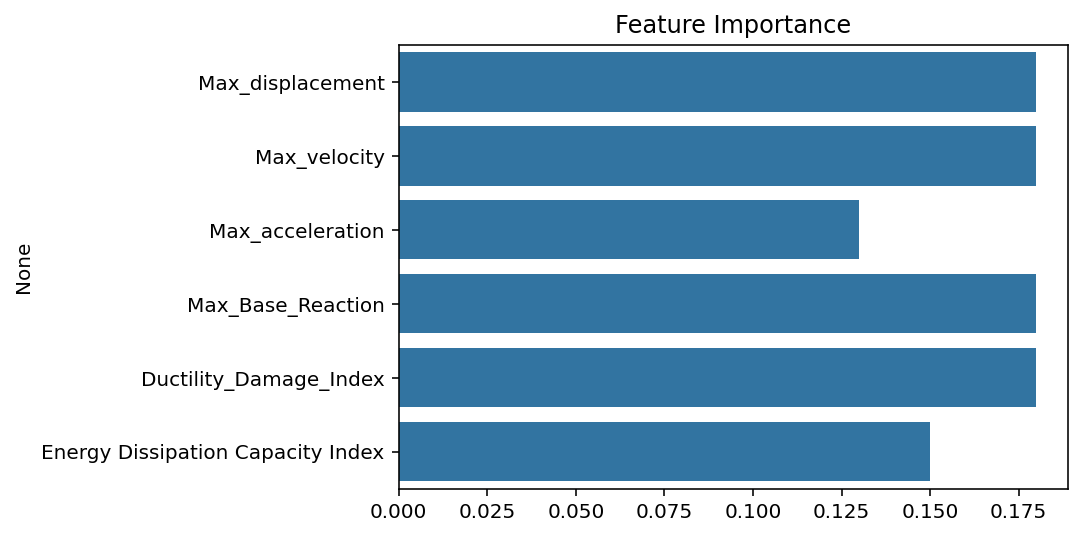 Feature Importance
Max_displacement
Max_velocity
Max_acceleration
Max_Base_Reaction
Ductility_Damage_Index
Energy Dissipation Capacity Index
None
0.000 0.025 0.050 0.075 0.100 0.125 0.150 0.175